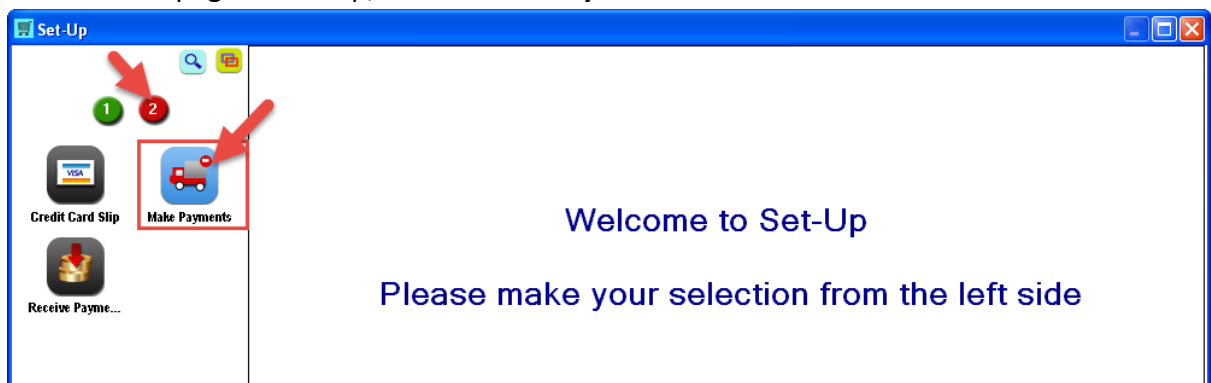 Set-Up
1 2
VISA
Credit Card Slip Make Payments
Welcome to Set-Up
Receive Payme...
Please make your selection from the left side